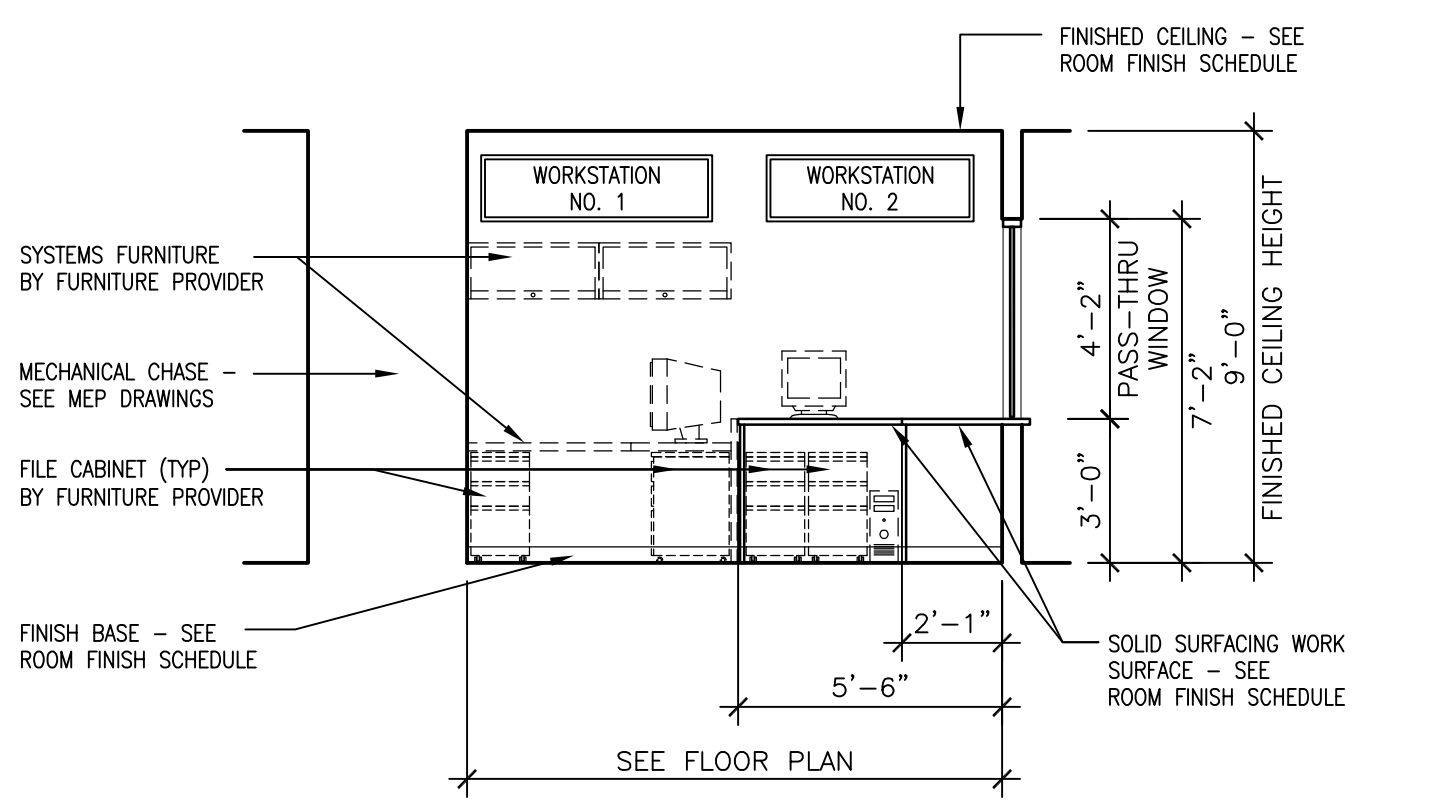 FINISHED CEILING – SEE
ROOM FINISH SCHEDULE
WORKSTATION
NO. 1
WORKSTATION
NO. 2
SYSTEMS FURNITURE
BY FURNITURE PROVIDER
MECHANICAL CHASE –
SEE MEP DRAWINGS
FILE CABINET (TYP)
BY FURNITURE PROVIDER
FINISH BASE – SEE
ROOM FINISH SCHEDULE
4'–2"
PASS–THRU
WINDOW
7'–2"
9'–0"
FINISHED CEILING HEIGHT
3'–0"
2'–1"
5'–6"
SEE FLOOR PLAN
SOLID SURFACING WORK
SURFACE – SEE
ROOM FINISH SCHEDULE